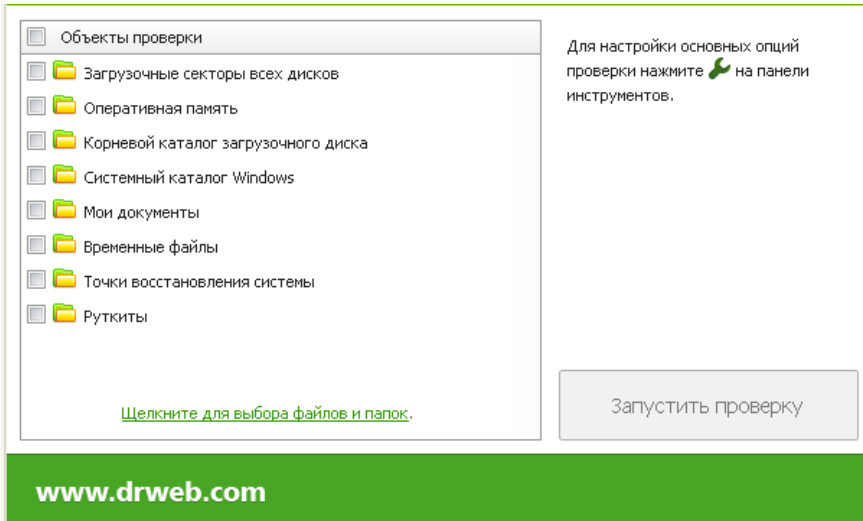 Объекты проверки
Загрузочные секторы всех дисков
Оперативная память
Корневой каталог загрузочного диска
Системный каталог Windows
Мои документы
Временные файлы
Точки восстановления системы
Руткиты
Щелкните для выбора файлов и папок.
Для настройки основных опций
проверки нажмите на панели
инструментов.
Запустить проверку
www.drweb.com